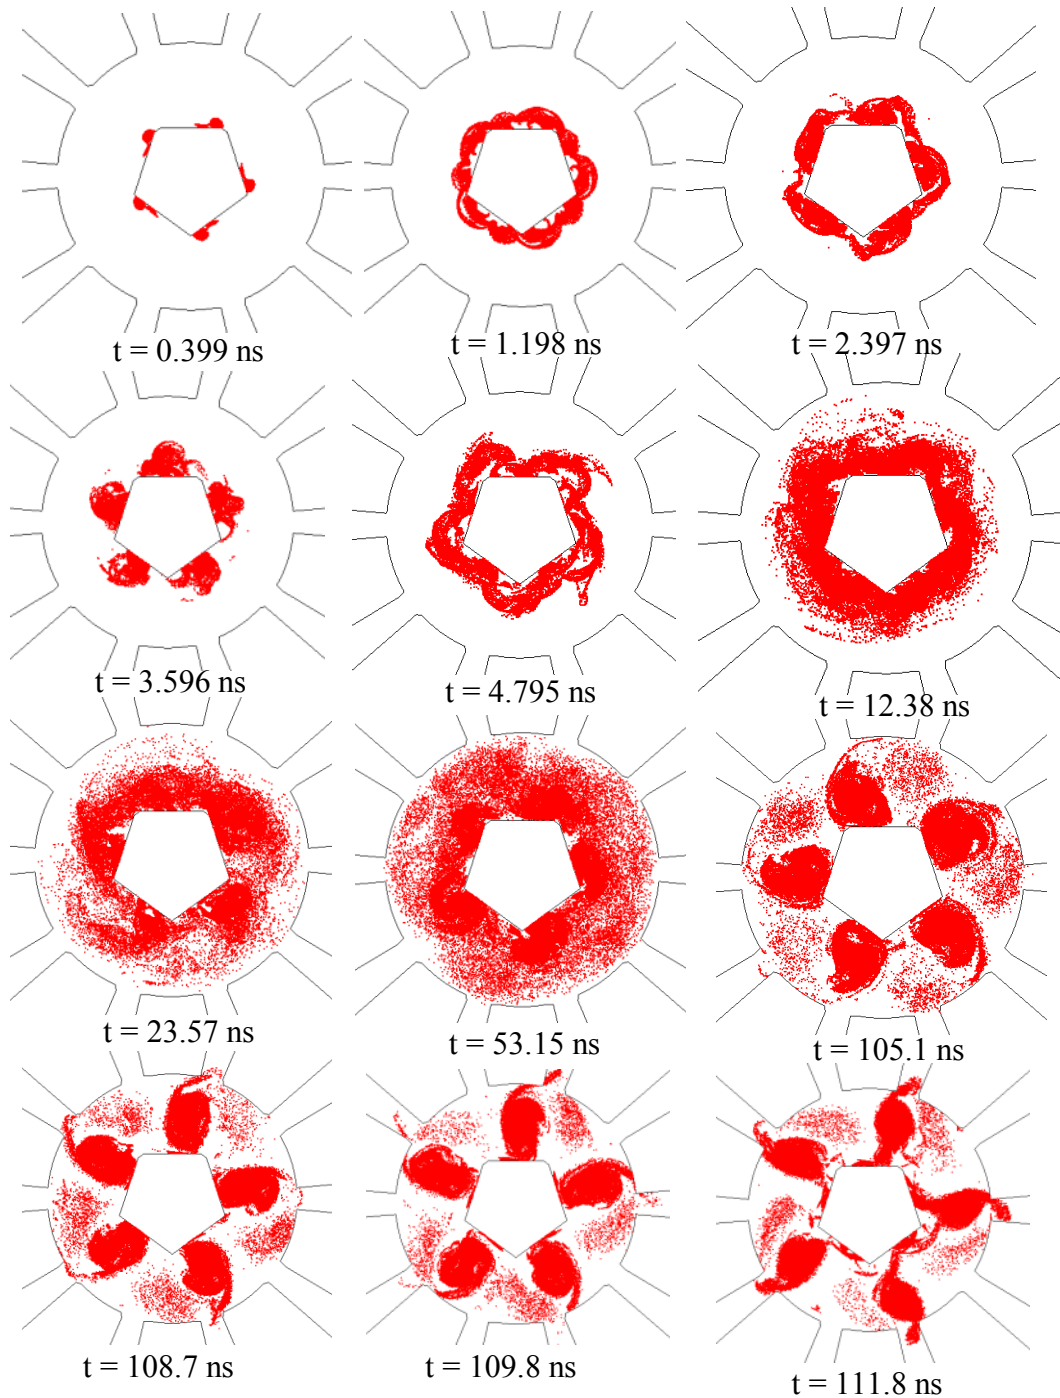 t = 0.399 ns
t = 1.198 ns
t = 2.397 ns
t = 3.596 ns
t = 4.795 ns
t = 12.38 ns
t = 23.57 ns
t = 53.15 ns
t = 105.1 ns
t = 108.7 ns
t = 109.8 ns
t = 111.8 ns